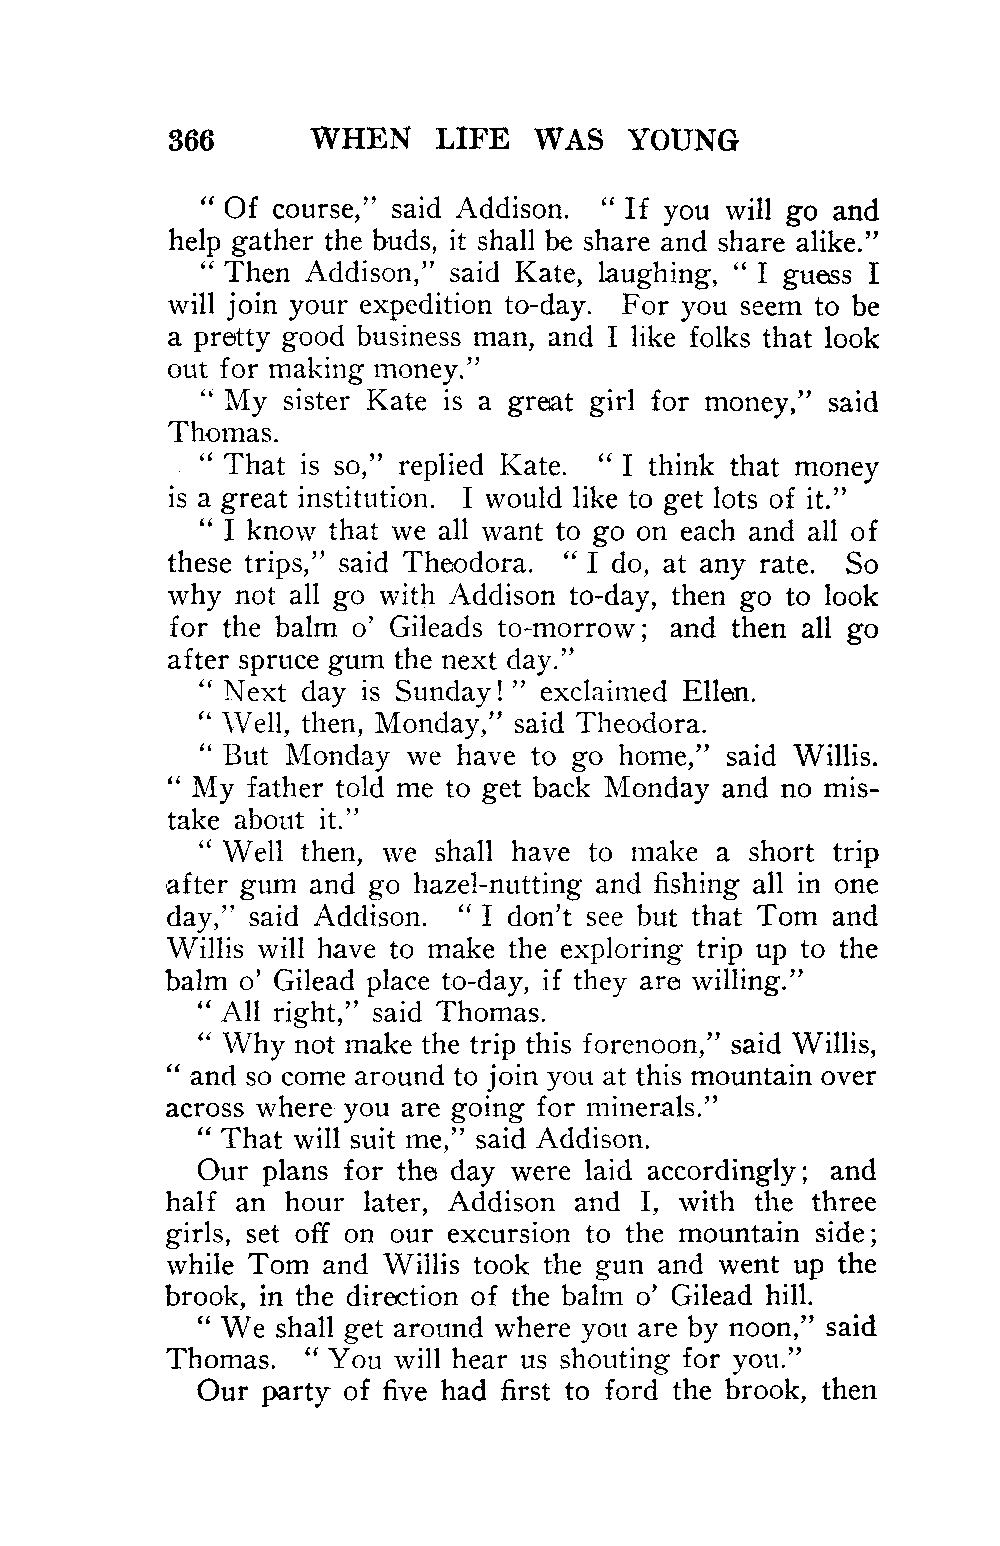 366 WHEN LIFE WAS YOUNG
“ Of course,” said Addison. “ If you will go and
help gather the buds, it shall be share and share alike.”
“ Then Addison,” said Kate, laughing, “ I guess I
will join your expedition to-day. For you seem to be
a pretty good business man, and I like folks that look
out for making money.”
“ My sister Kate is a great girl for money,” said
Thomas.
“ That is so,” replied Kate. “ I think that money
is a great institution. I would like to get lots of it.”
“ I know that we all want to go on each and all of
these trips,” said Theodora. “ I do, at any rate. So
why not all go with Addison to-day, then go to look
for the balm o’ Gileads to-morrow; and then all go
after spruce gum the next day.”
“ Next day is Sunday! ” exclaimed Ellen.
“ Well, then, Monday,” said Theodora.
“ But Monday we have to go home,” said Willis.
“ My father told me to get back Monday and no mis-
take about it.”
“ Well then, we shall have to make a short trip
after gum and go hazel-nutting and fishing all in one
day,” said Addison. “ I don’t see but that Tom and
Willis will have to make the exploring trip up to the
balm o’ Gilead place to-day, if they are willing.”
“ All right,” said Thomas.
“ Why not make the trip this forenoon,” said Willis,
“ and so come around to join you at this mountain over
across where you are going for minerals.”
“ That will suit me,” said Addison.
Our plans for the day were laid accordingly; and
half an hour later, Addison and I, with the three
girls, set off on our excursion to the mountain side;
while Tom and Willis took the gun and went up the
brook, in the direction of the balm o’ Gilead hill.
“ We shall get around where you are by noon,” said
Thomas. “ You will hear us shouting for you.”
Our party of five had first to ford the brook, then